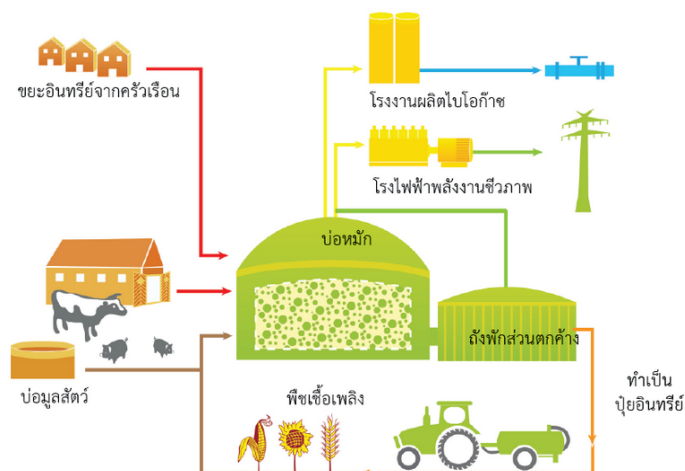 ขยะอินทรีย์จากครัวเรือน
โรงงานผลิตไบโอก๊าซ
โรงไฟฟ้าพลังงานชีวภาพ
บ่อหมัก
ถังพักส่วนตกค้าง
บ่อมูลสัตว์
พืชเชื้อเพลิง
ทำเป็น
ปุ๋ยอินทรีย์